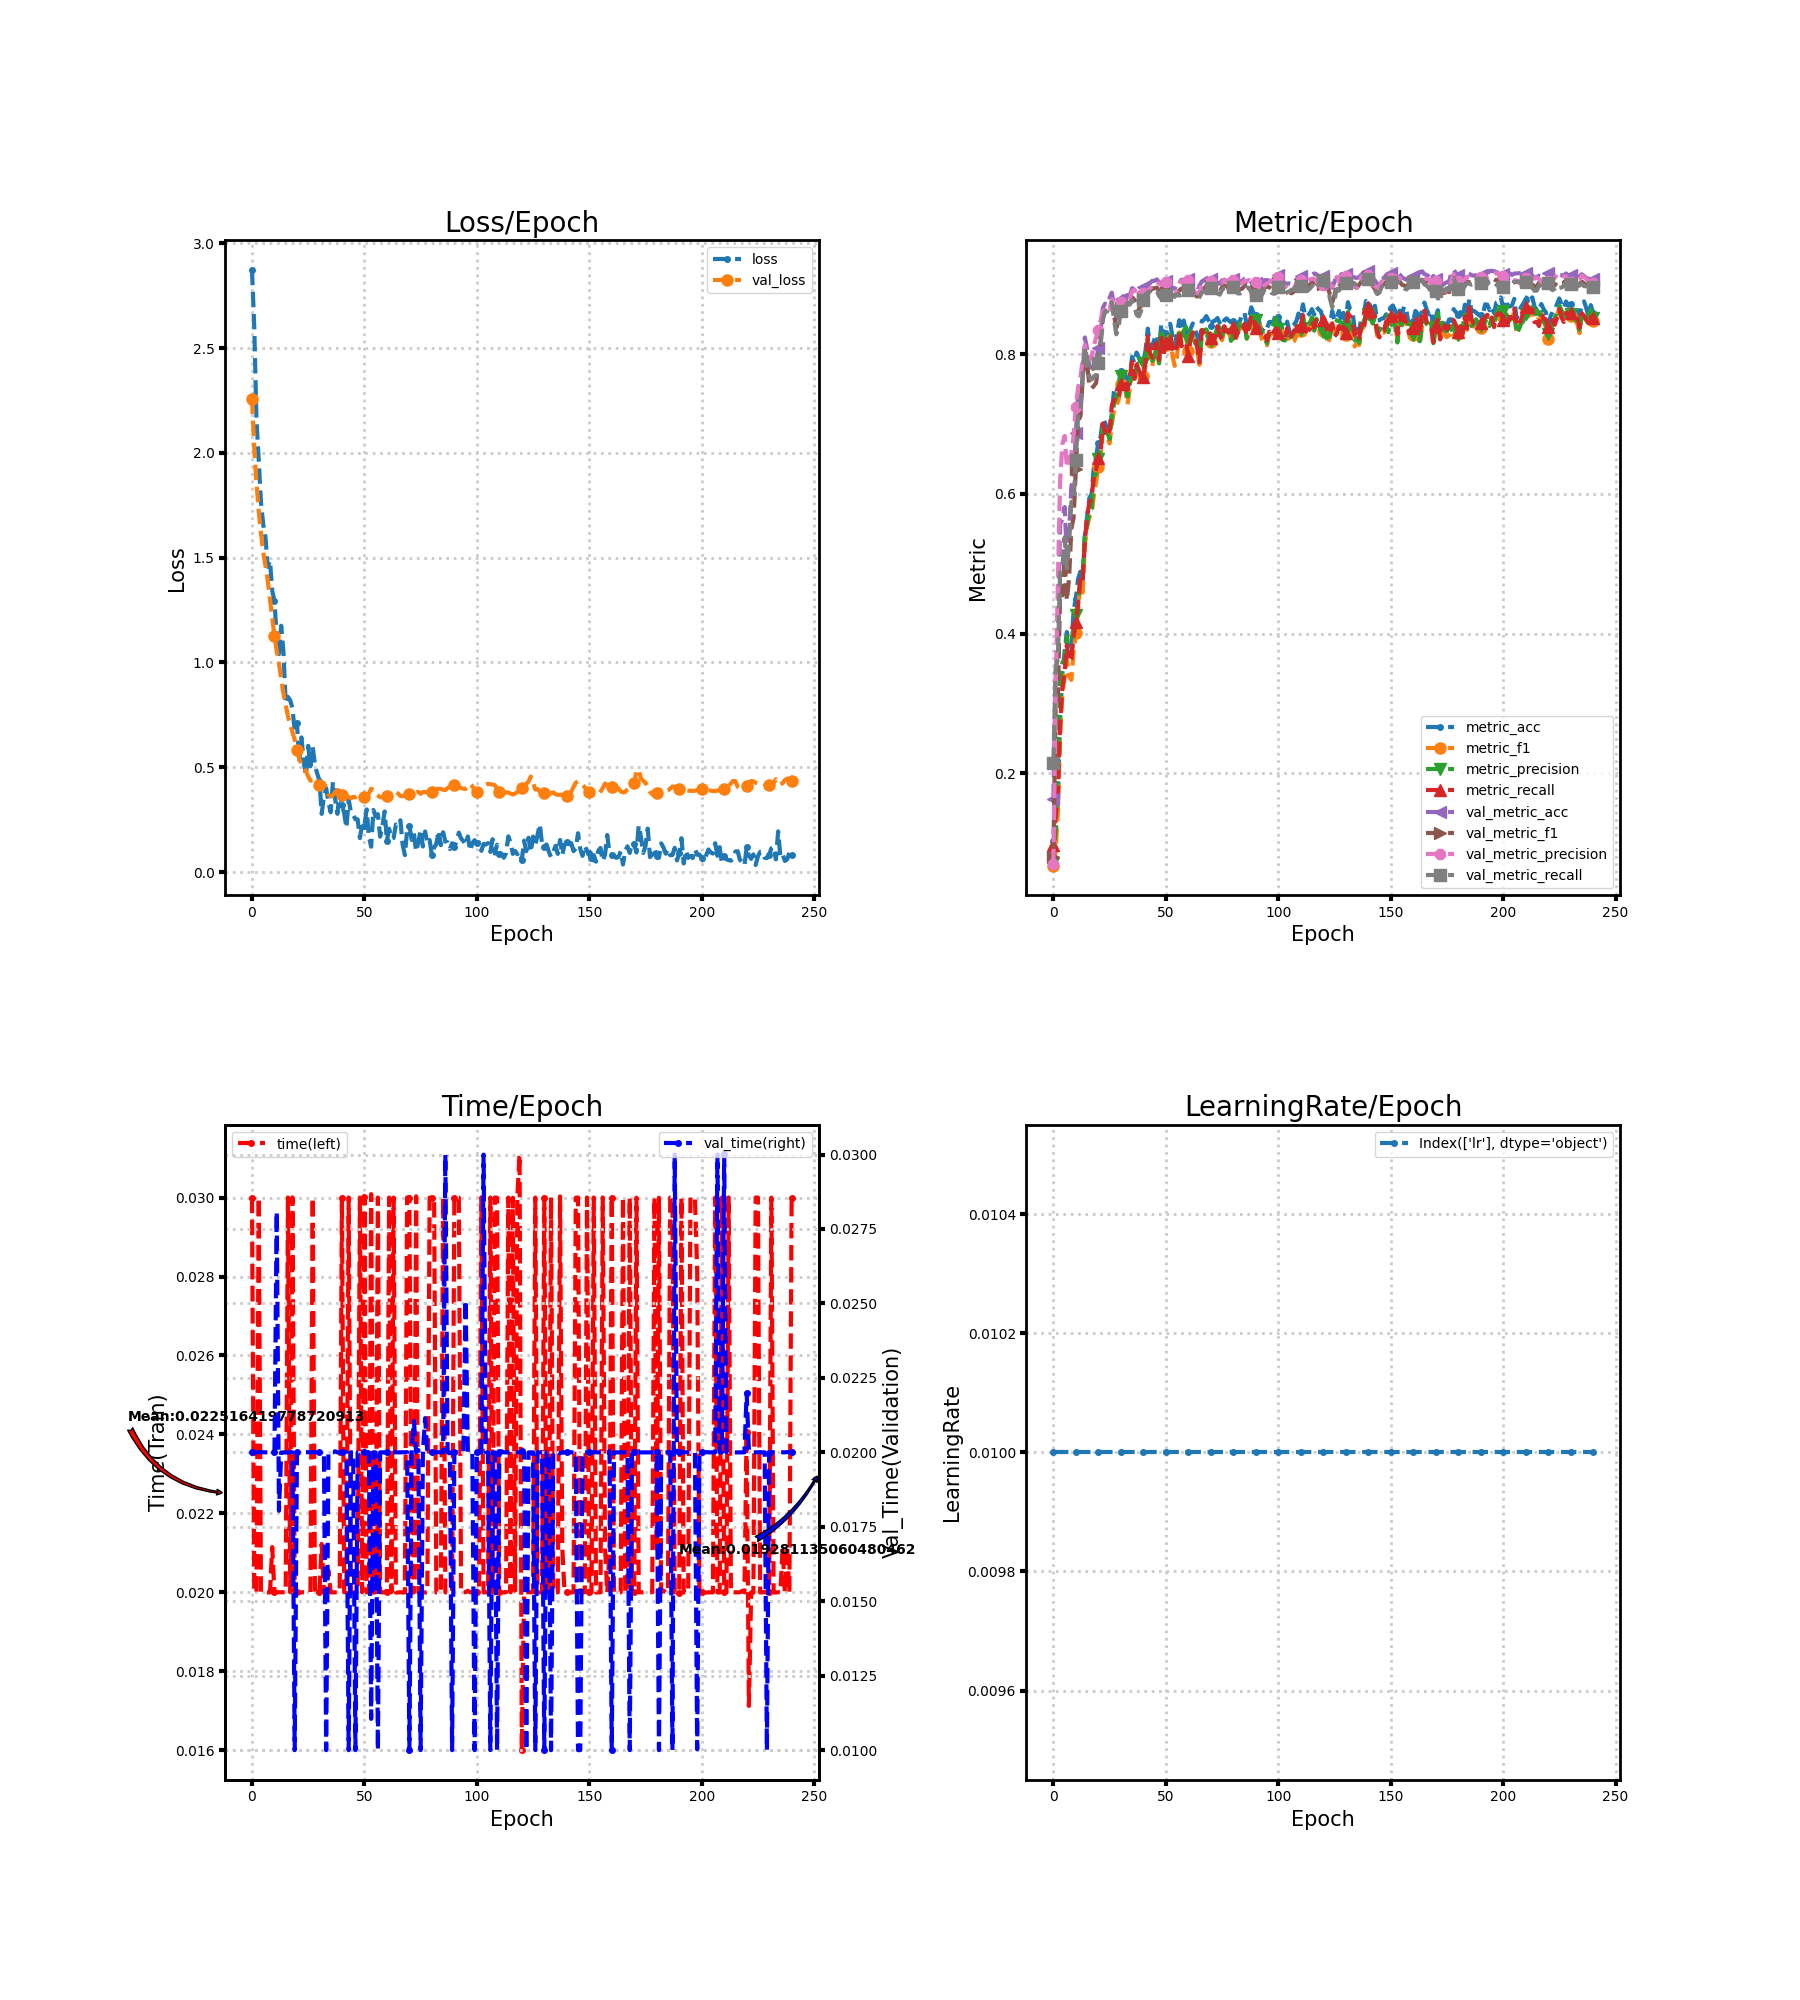 Loss/Epoch
3.0
2.5
2.0
1.5
1.0
0.5
0.0
Loss
loss
val_loss
0 50 100 150 200 250
Epoch
Metric/Epoch
0.8
0.6
0.4
0.2
Metric
metric_acc
metric_f1
metric_precision
metric_recall
val_metric_acc
val_metric_f1
val_metric_precision
val_metric_recall
0 50 100 150 200 250
Epoch
Time/Epoch
time(left)
val_time(right)
0.030
0.028
0.026
0.024
0.022
0.020
0.018
0.016
Time(Train)
Mean:0.022516419778720913
0.0300
0.0275
0.0250
0.0225
0.0200
0.0175
0.0150
0.0125
0.0100
Val_Time(Validation)
Mean:0.019281135060480462
0 50 100 150 200 250
Epoch
LearningRate/Epoch
Index(['lr'], dtype='object')
0.0104
0.0102
0.0100
0.0098
0.0096
LearningRate
0 50 100 150 200 250
Epoch